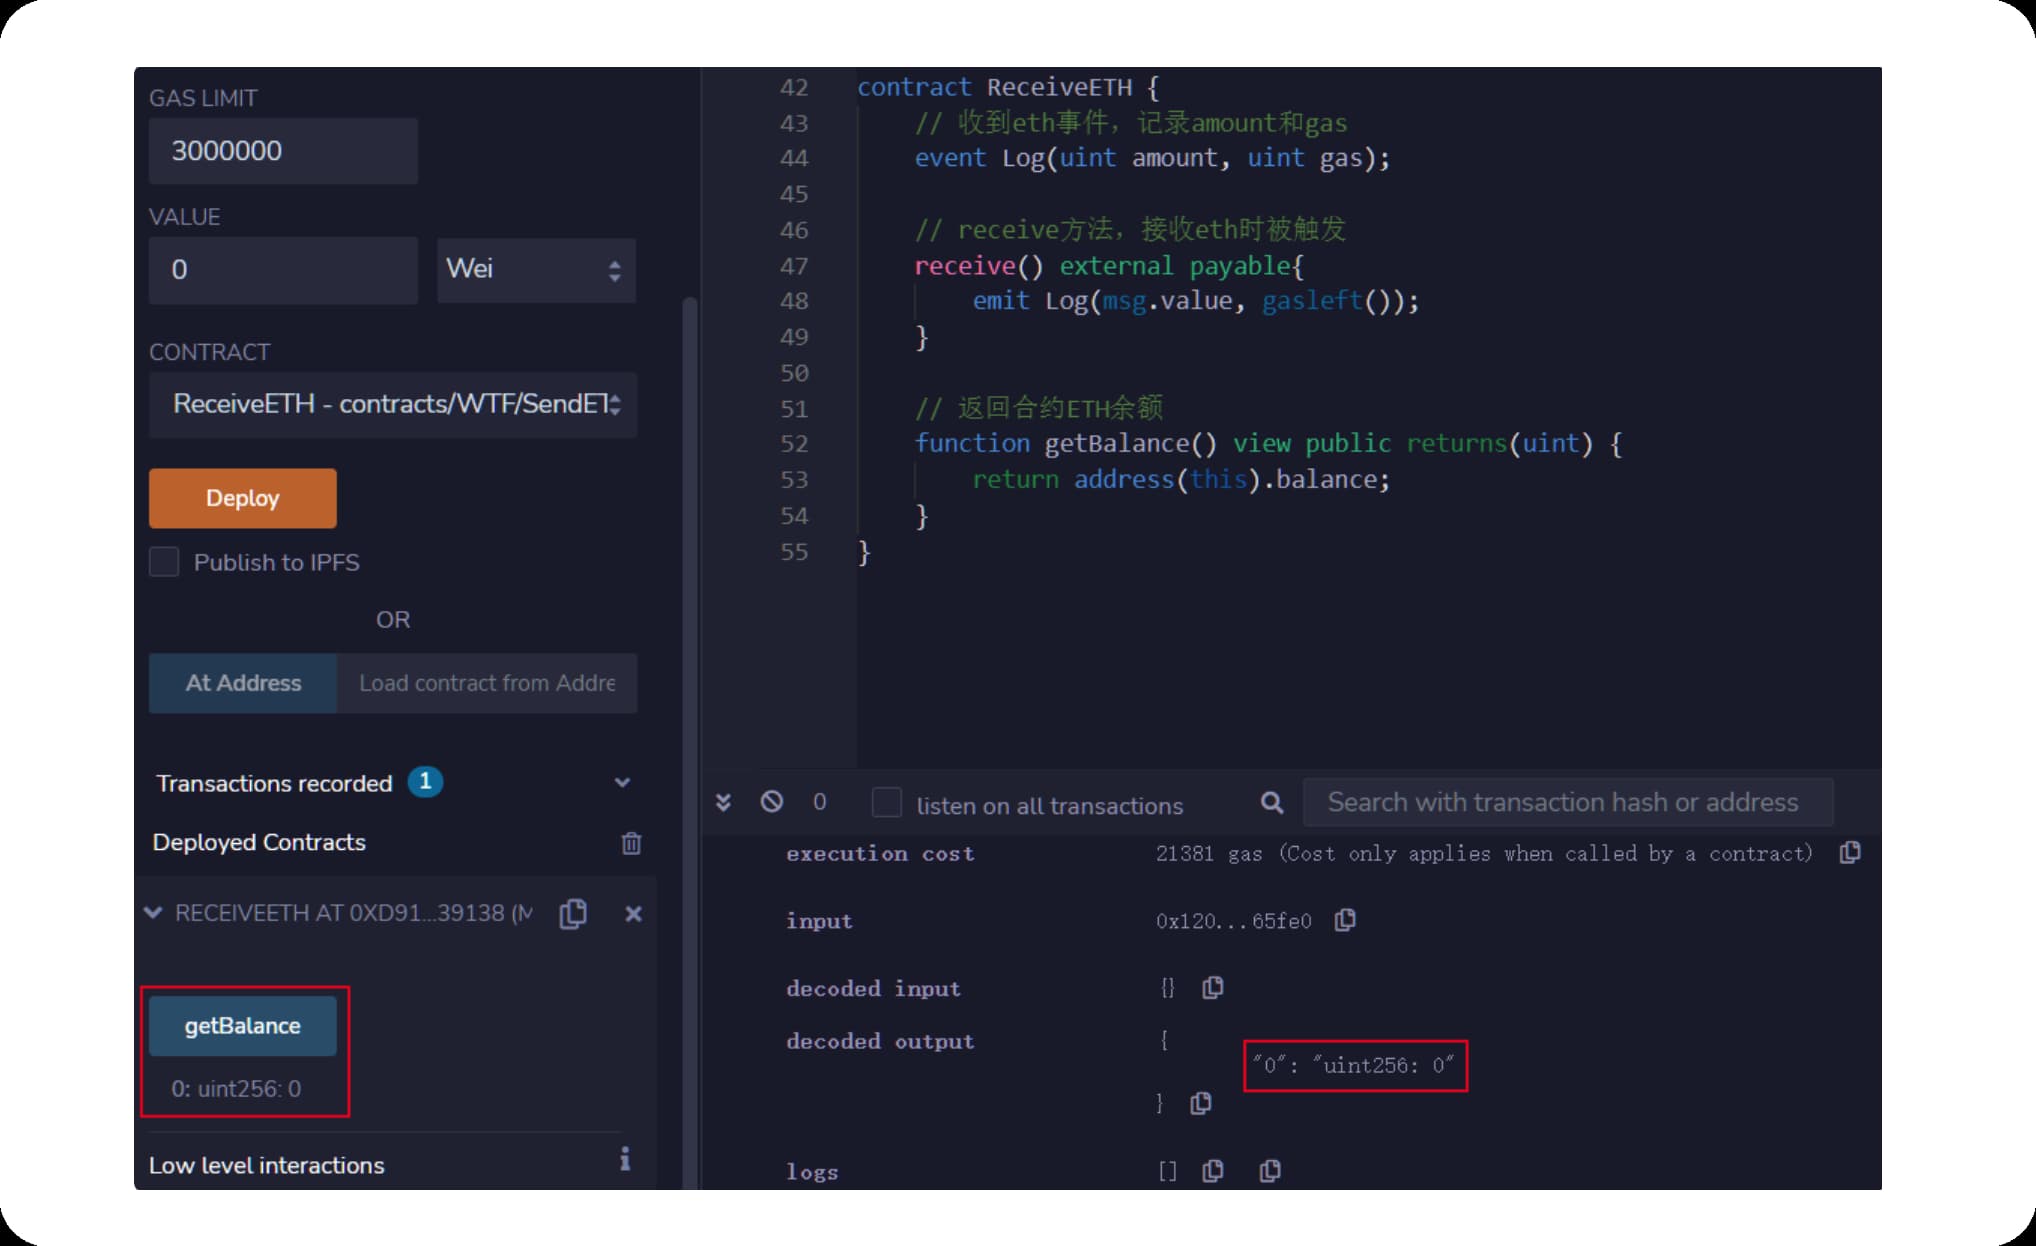 GAS LIMIT
3000000
VALUE
0
Wei
CONTRACT
ReceiveETH - contracts/WTF/SendET
Deploy
Publish to IPFS
OR
At Address
Load contract from Addre
Transactions recorded 1
Deployed Contracts
RECEIVEETH AT 0XD91...39138 (M
getBalance
0: uint256: 0
Low level interactions
42 contract ReceiveETH {
43 // 收到eth事件，记录amount和gas
44 event Log(uint amount, uint gas);
45
46 // receive方法，接收eth时被触发
47 receive() external payable{
48 emit Log(msg.value, gasleft());
49 }
50
51 // 返回合约ETH余额
52 function getBalance() view public returns(uint) {
53 return address(this).balance;
54 }
55 }
0
listen on all transactions
Search with transaction hash or address
execution cost 21381 gas (Cost only applies when called by a contract)
input 0x120...65fe0
decoded input {}
decoded output {
"0": "uint256: 0"
}
logs []